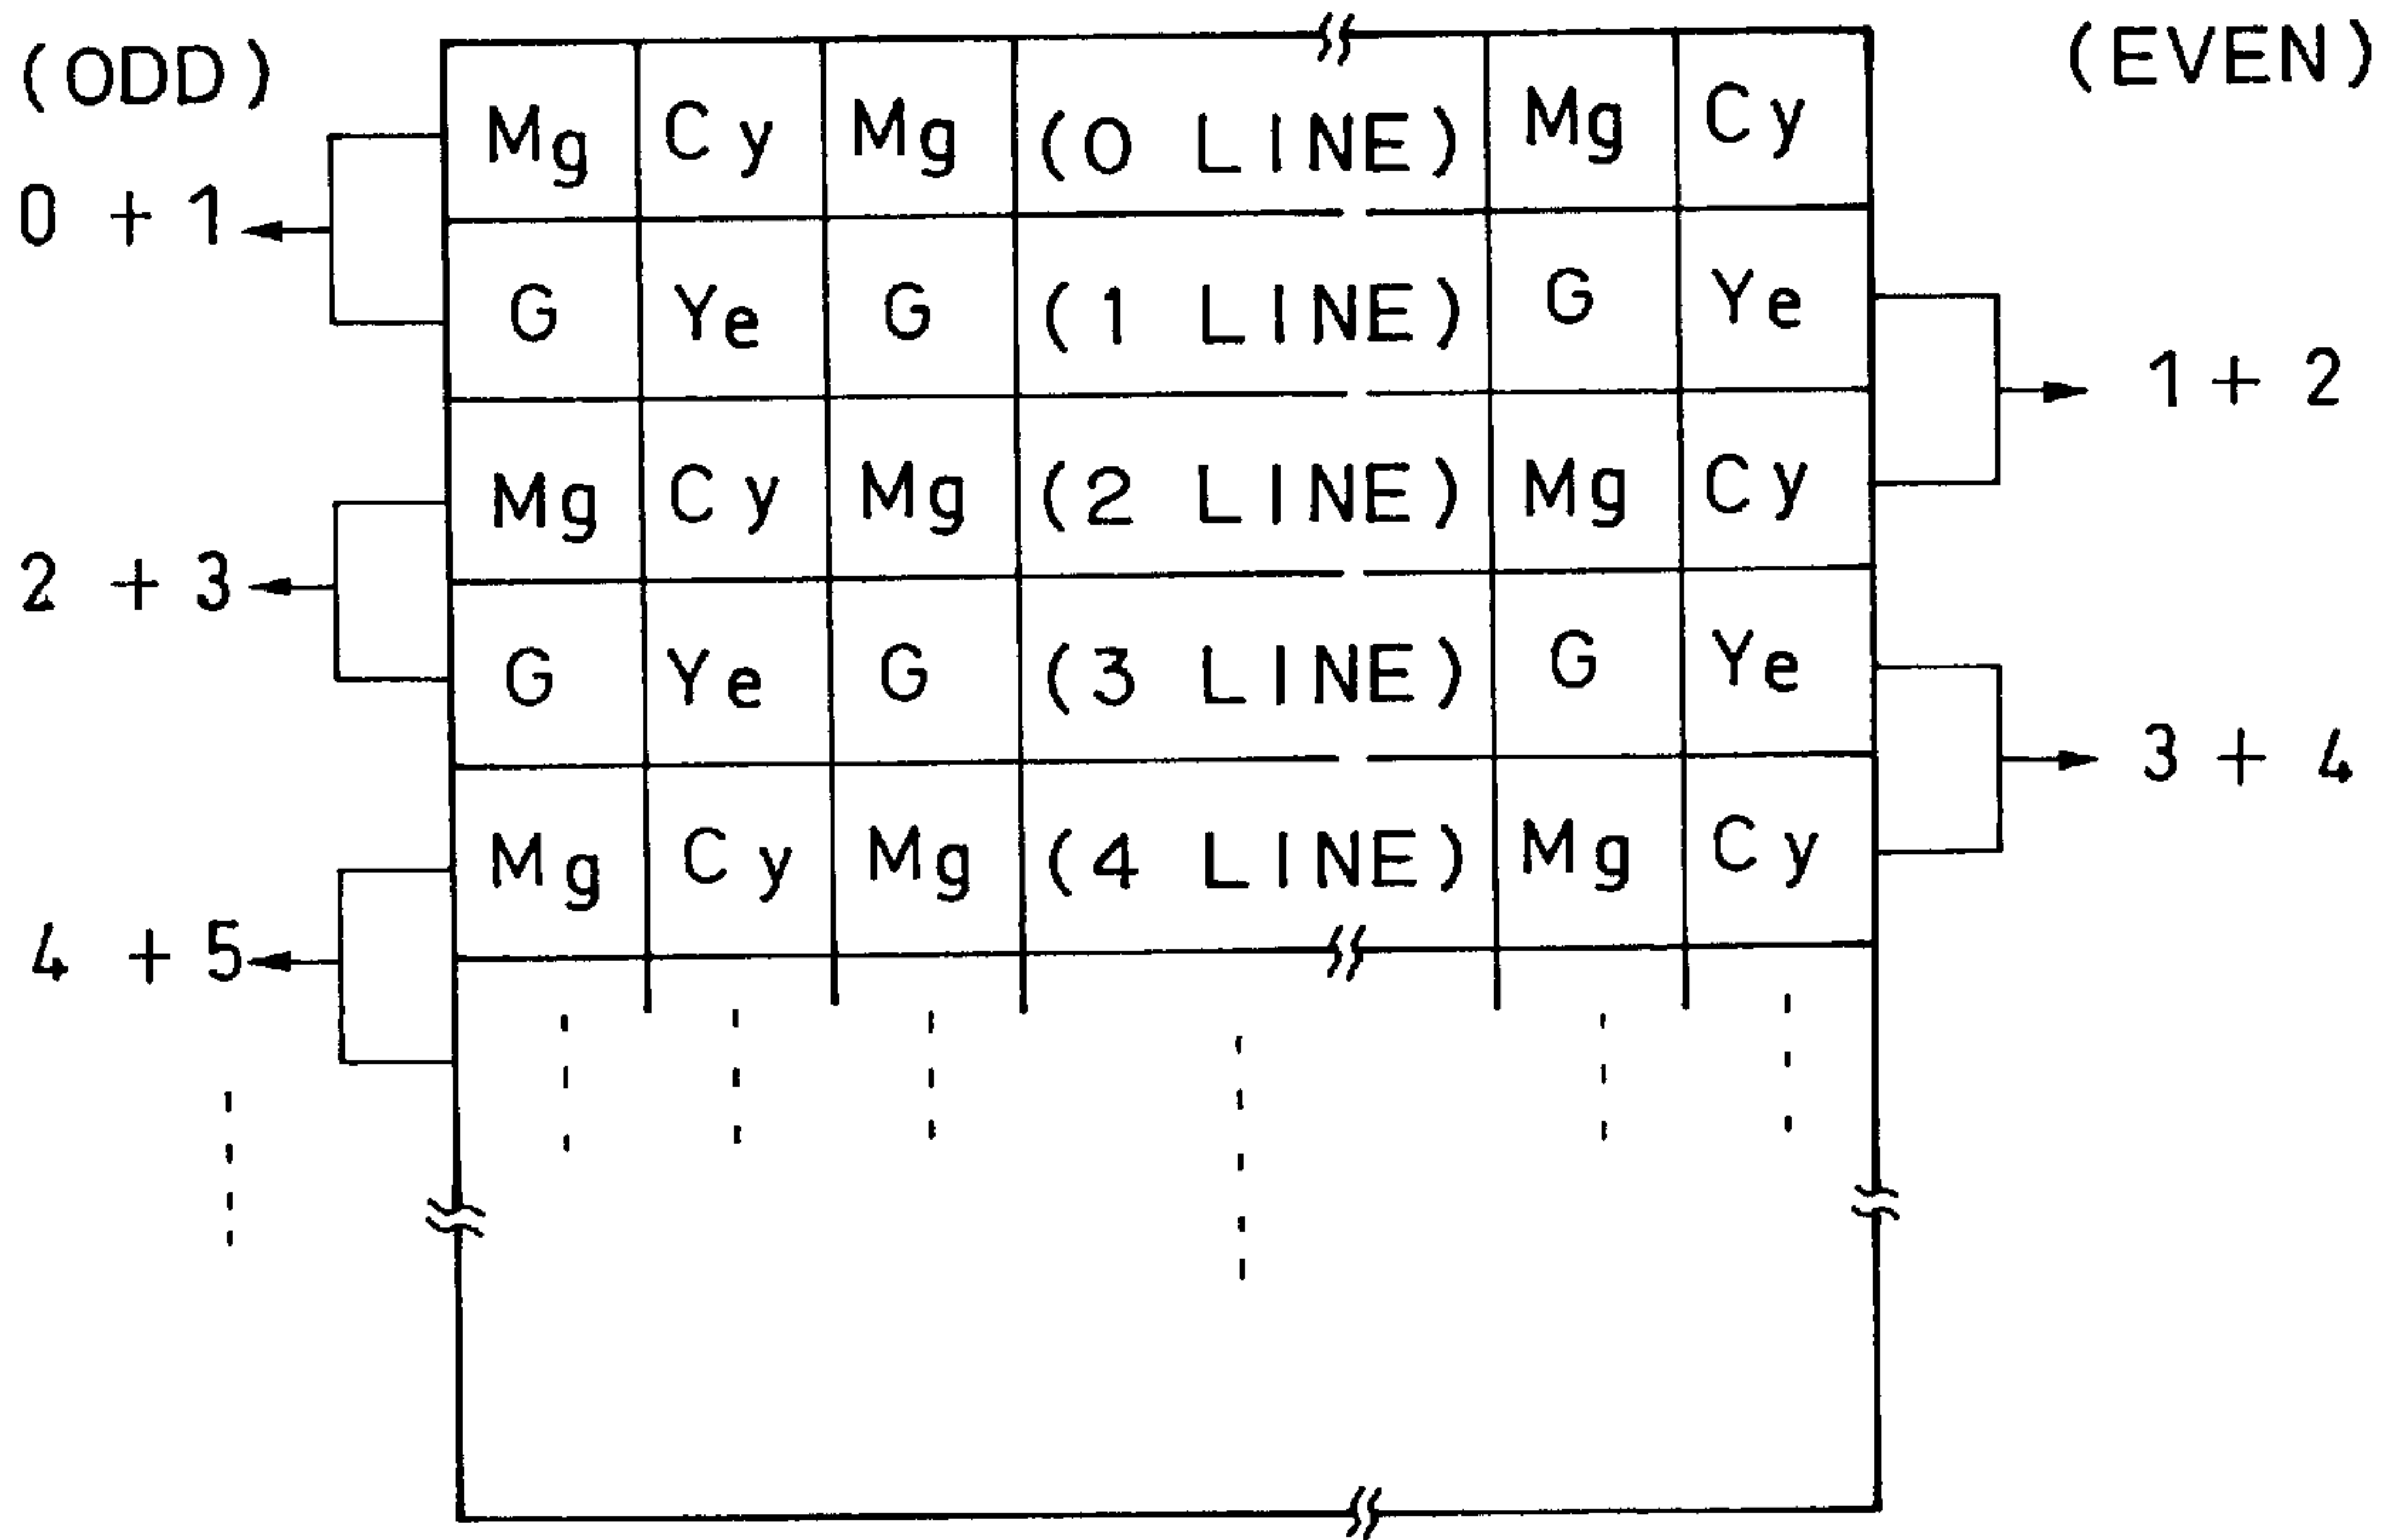 (ODD) (EVEN)
Mg Cy Mg (0 LINE) Mg Cy
0 + 1
G Ye G (1 LINE) G Ye
1 + 2
Mg Cy Mg (2 LINE) Mg Cy
2 + 3
G Ye G (3 LINE) G Ye
3 + 4
Mg Cy Mg (4 LINE) Mg Cy
4 + 5